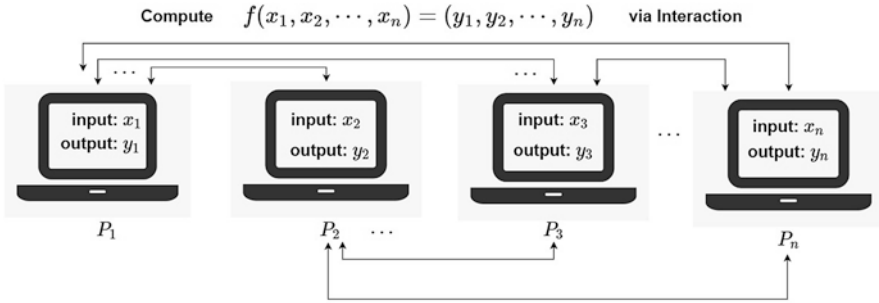 Compute f(x₁, x₂, ⋯, xₙ) = (y₁, y₂, ⋯, yₙ) via Interaction
⋯ ⋯
input: x₁
output: y₁
input: x₂
output: y₂
input: x₃
output: y₃
⋯
input: xₙ
output: yₙ
P₁
P₂
⋯
P₃
Pₙ